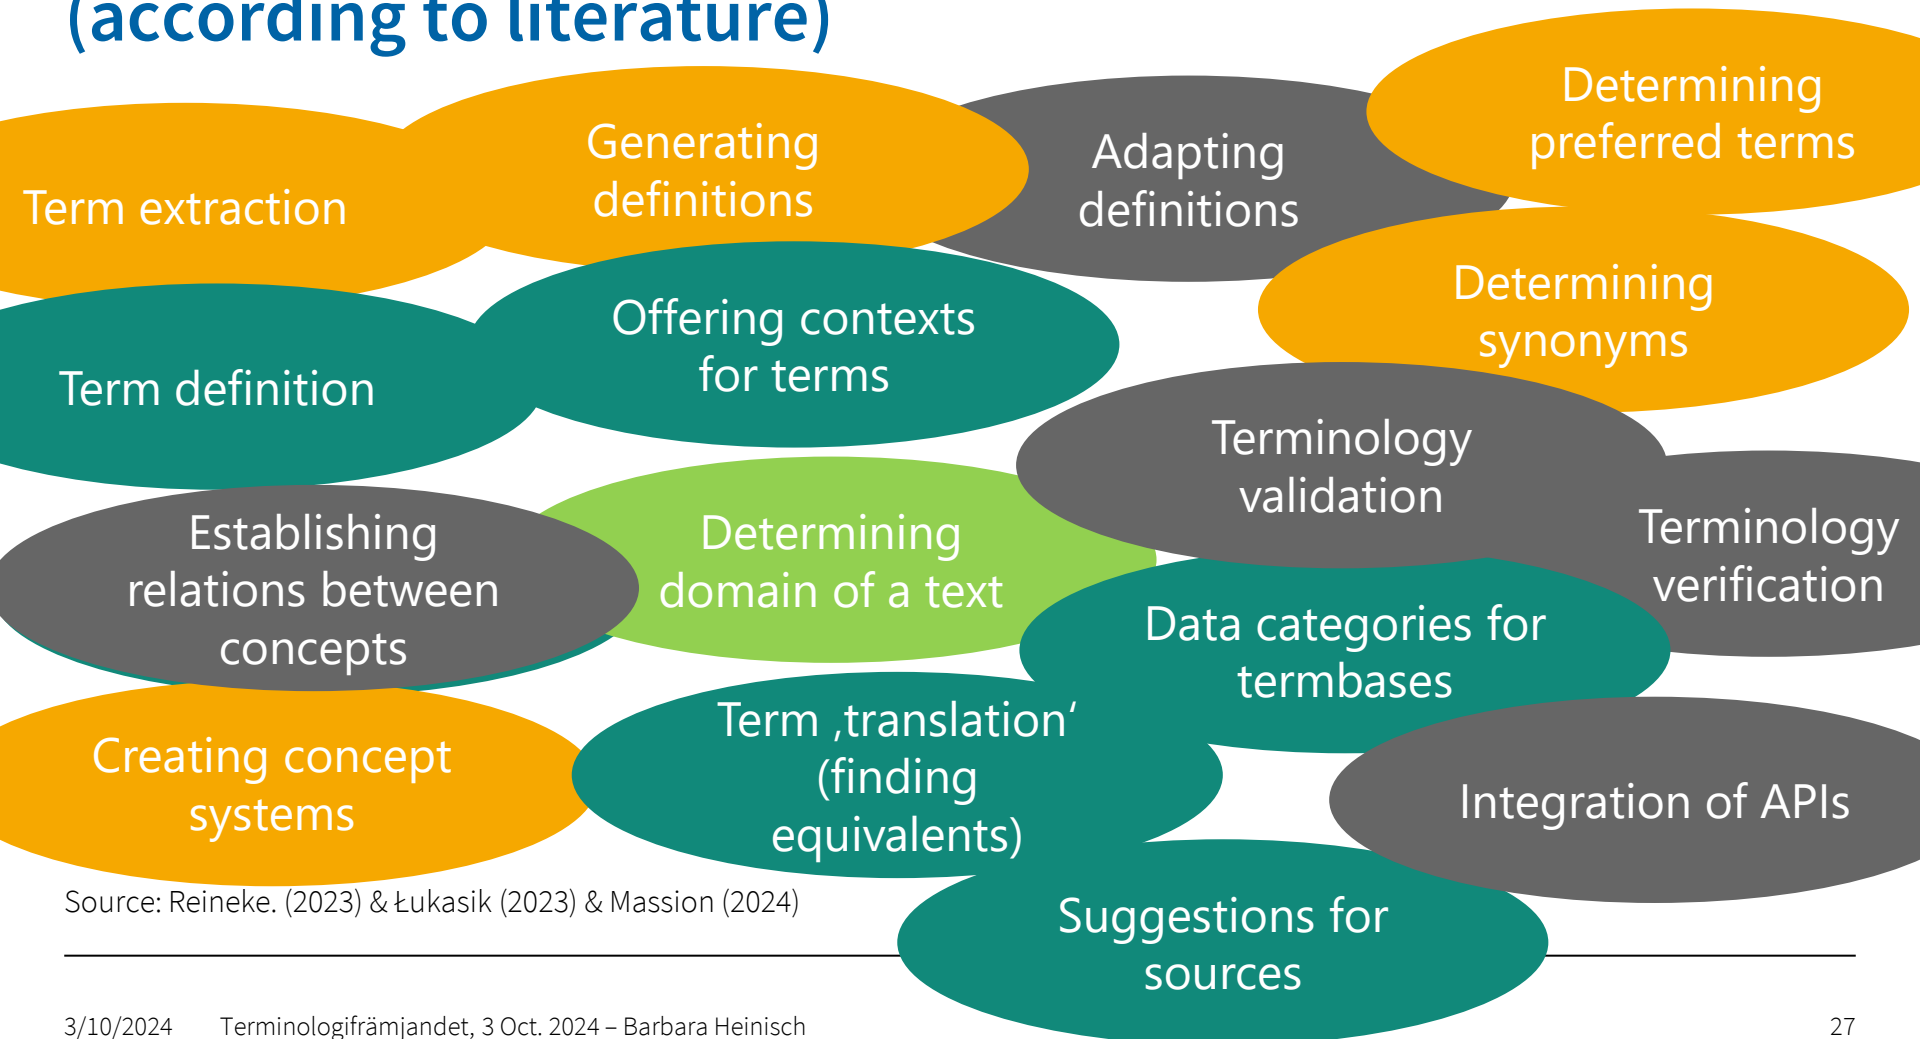 (according to literature)
Term extraction
Generating
definitions
Adapting
definitions
Determining
preferred terms
Determining
synonyms
Term definition
Offering contexts
for terms
Terminology
validation
Terminology
verification
Establishing
relations between
concepts
Determining
domain of a text
Data categories for
termbases
Creating concept
systems
Term ‚translation‘
(finding
equivalents)
Integration of APIs
Suggestions for
sources
Source: Reineke. (2023) & Łukasik (2023) & Massion (2024)
3/10/2024 Terminologifrämjandet, 3 Oct. 2024 – Barbara Heinisch 27